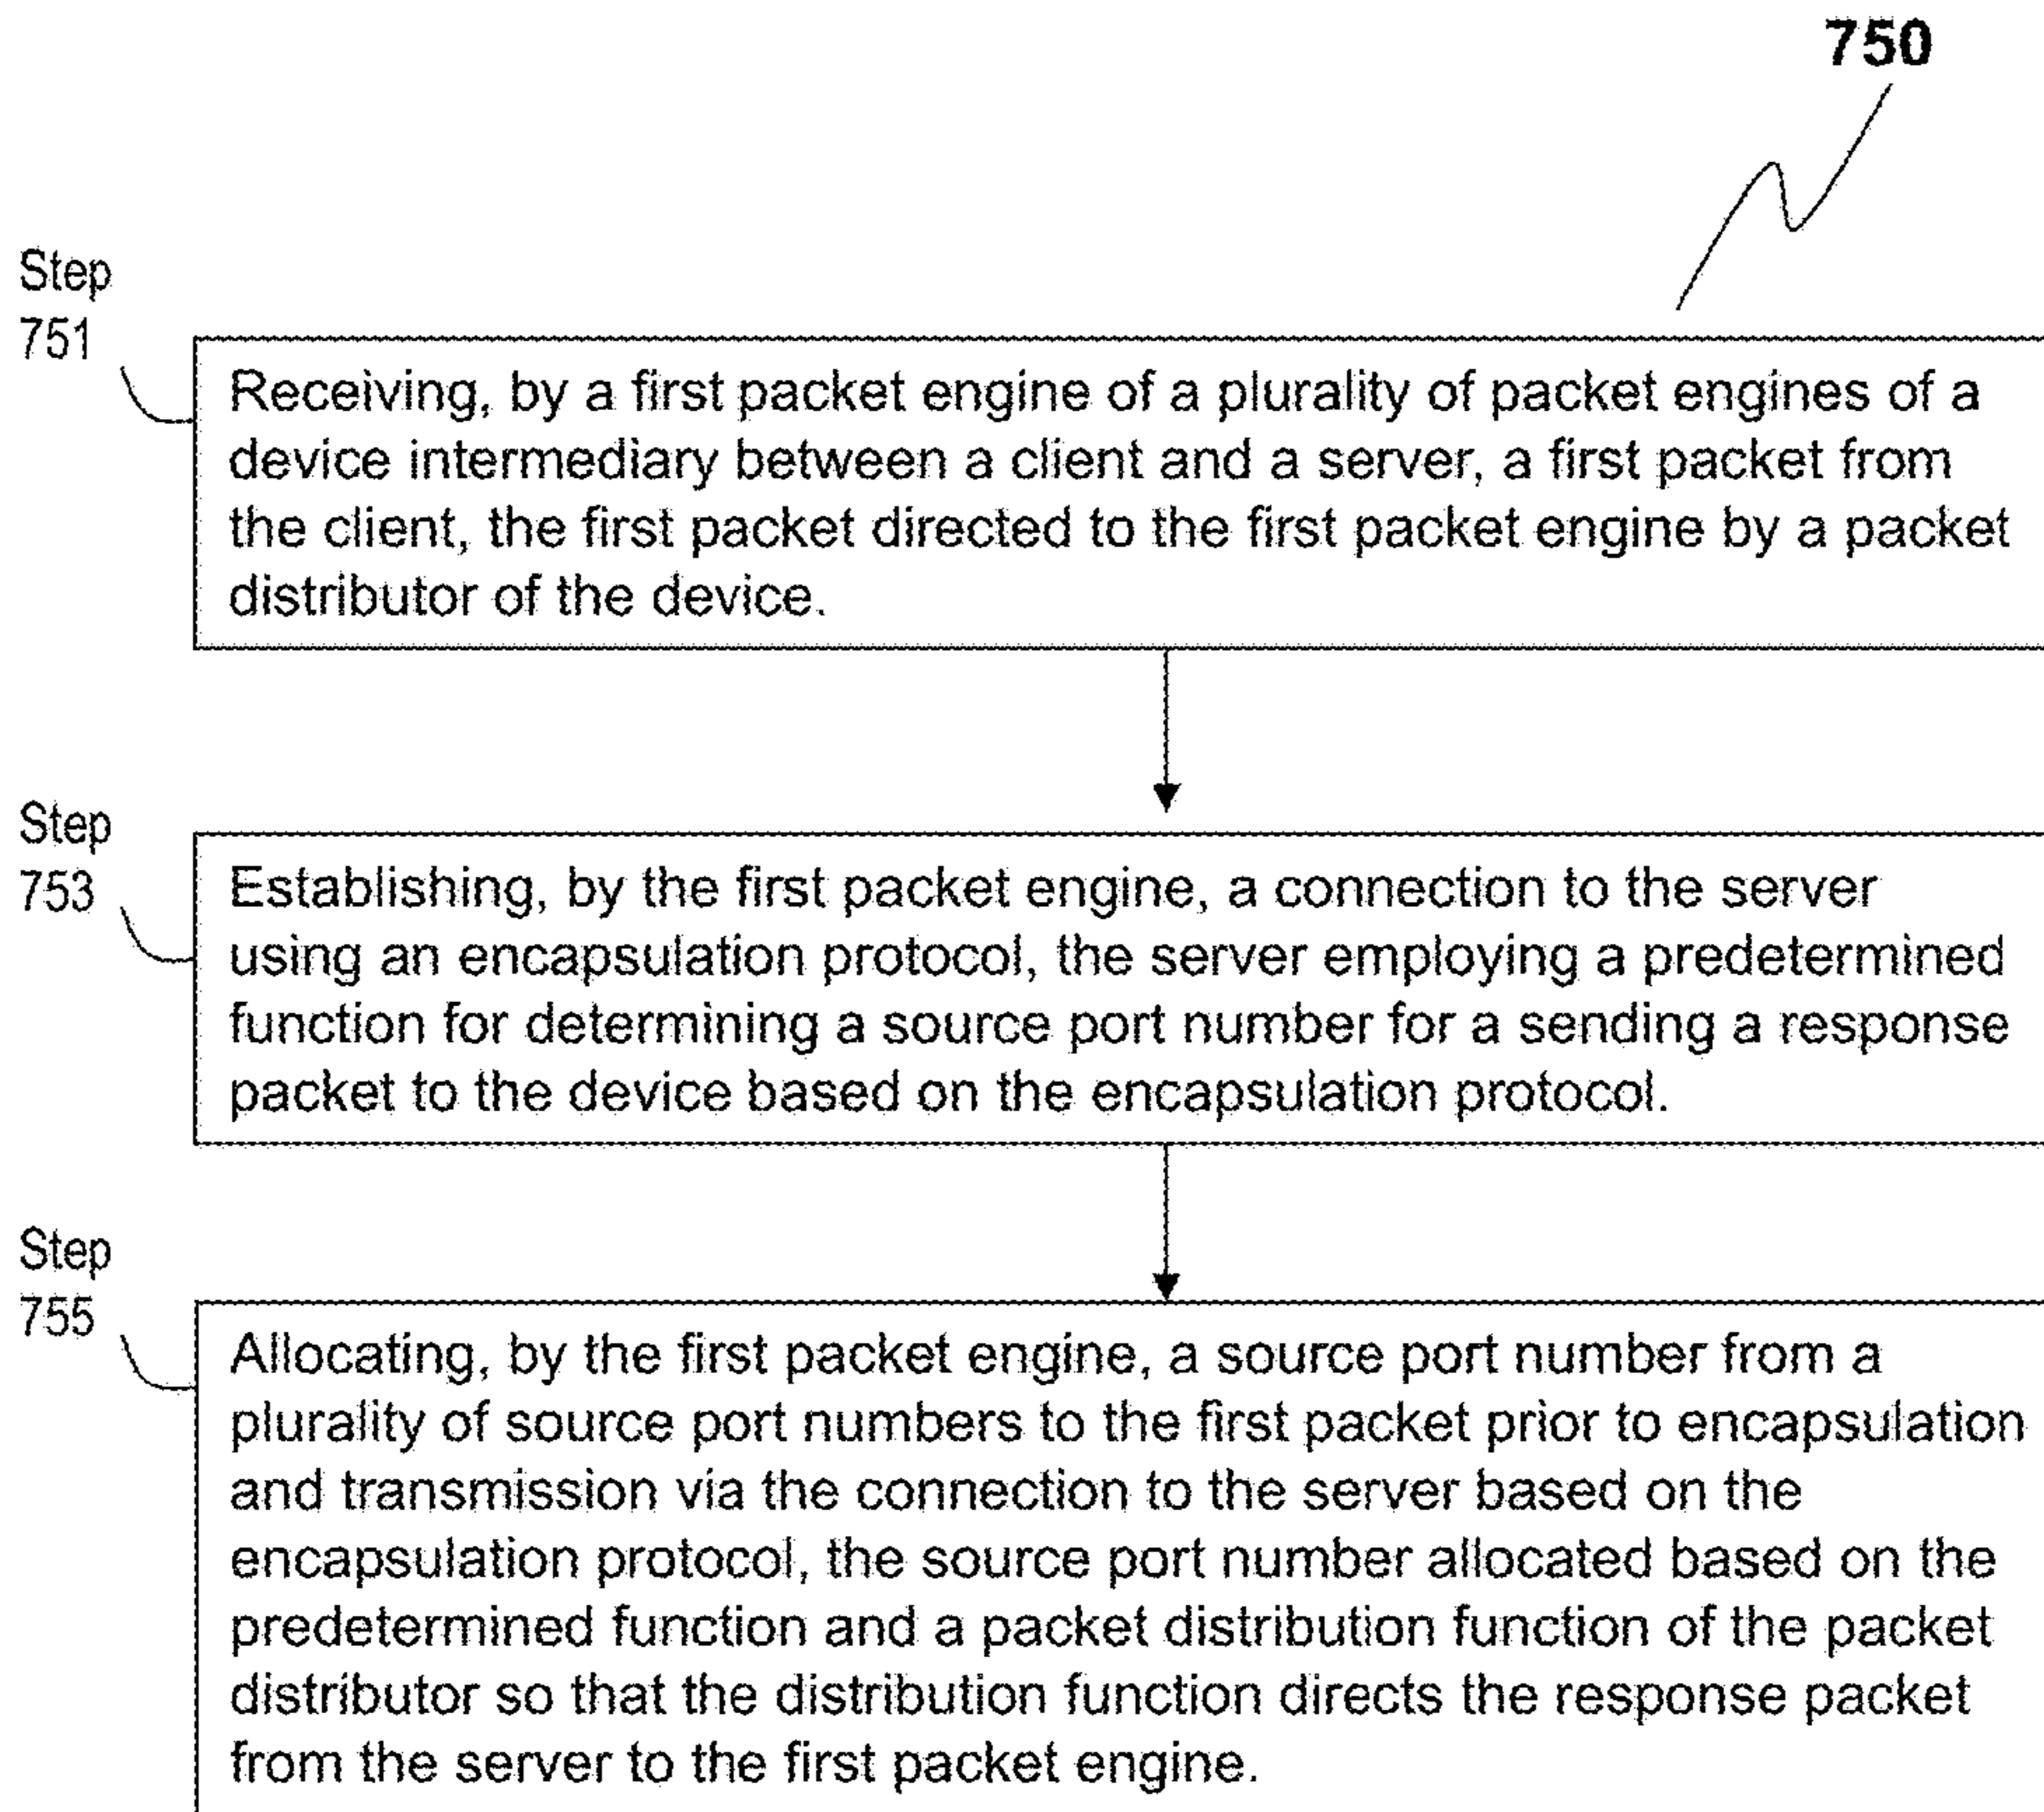 750
Step
751
Receiving, by a first packet engine of a plurality of packet engines of a
device intermediary between a client and a server, a first packet from
the client, the first packet directed to the first packet engine by a packet
distributor of the device.
Step
753
Establishing, by the first packet engine, a connection to the server
using an encapsulation protocol, the server employing a predetermined
function for determining a source port number for a sending a response
packet to the device based on the encapsulation protocol.
Step
755
Allocating, by the first packet engine, a source port number from a
plurality of source port numbers to the first packet prior to encapsulation
and transmission via the connection to the server based on the
encapsulation protocol, the source port number allocated based on the
predetermined function and a packet distribution function of the packet
distributor so that the distribution function directs the response packet
from the server to the first packet engine.